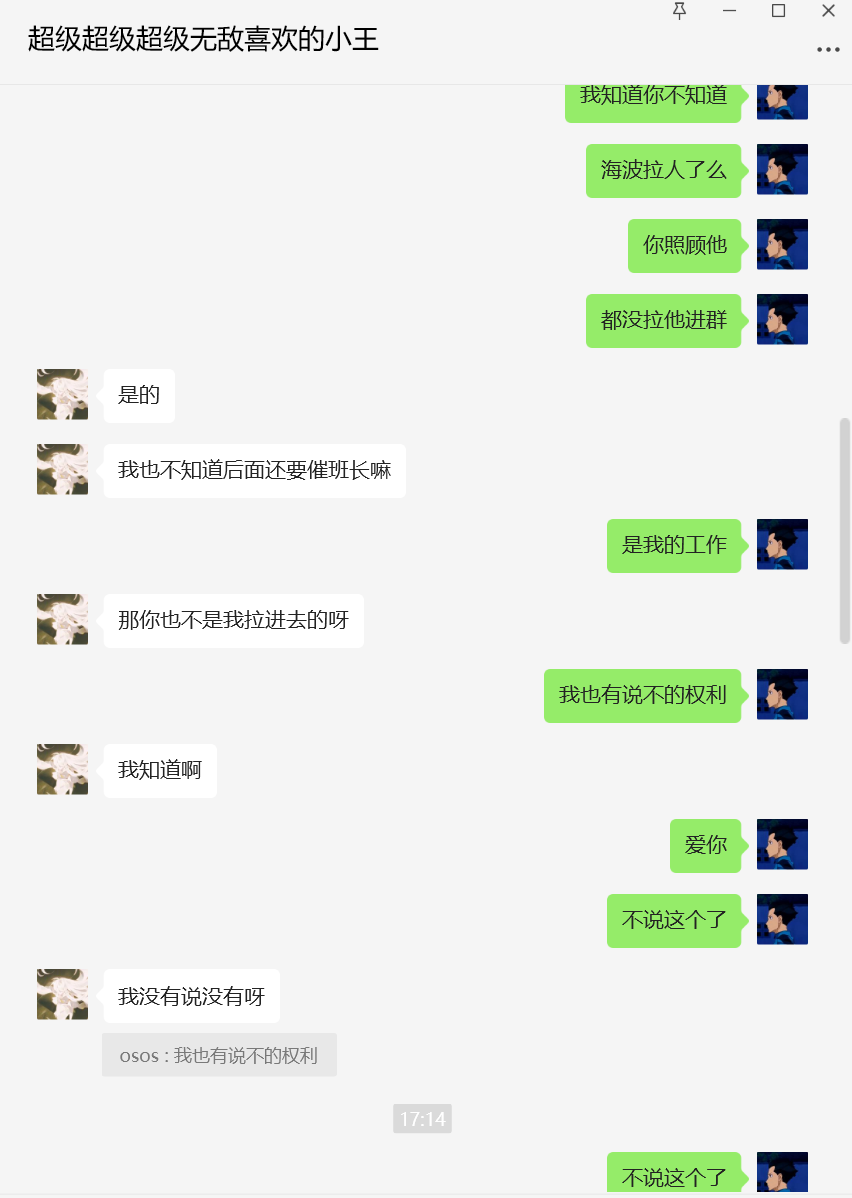 超级超级超级无敌喜欢的小王
我知道你不知道
海波拉人了么
你照顾他
都没拉他进群
是的
我也不知道后面还要催班长嘛
是我的工作
那你也不是我拉进去的呀
我也有说不的权利
我知道啊
爱你
不说这个了
我没有说没有呀
osos : 我也有说不的权利
17:14
不说这个了